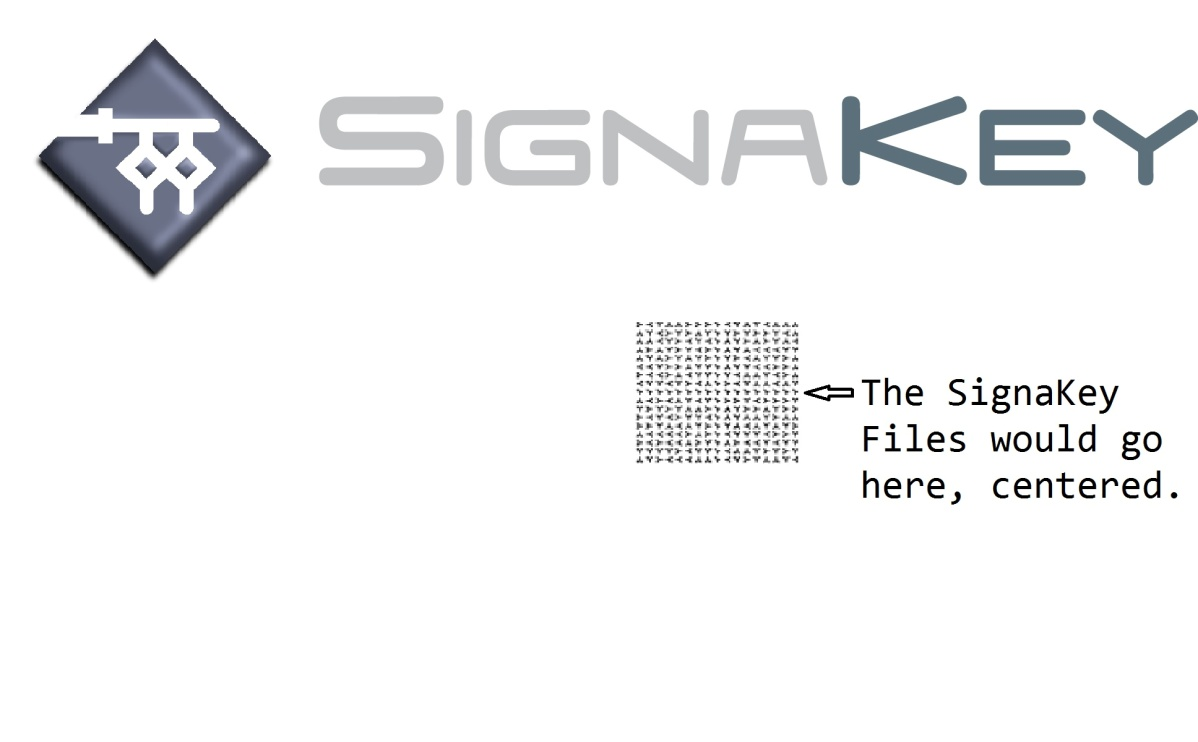 SIGNAKEY
The SignaKey
Files would go
here, centered.